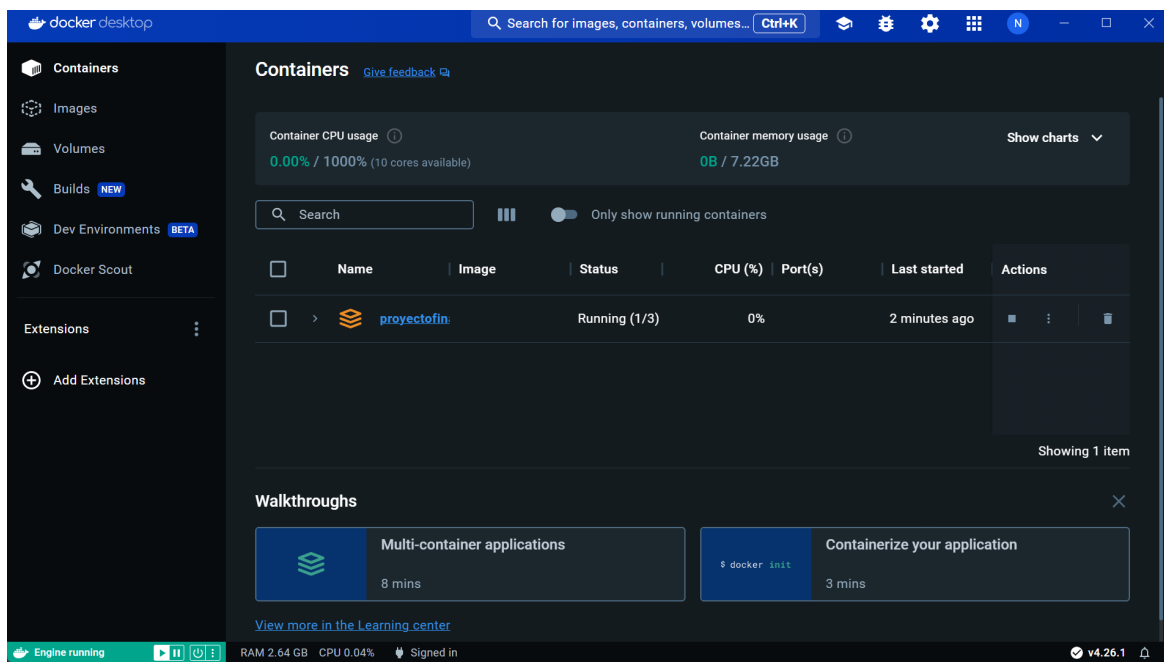 docker desktop
Search for images, containers, volumes... Ctrl+K
N
Containers
Images
Volumes
Builds NEW
Dev Environments BETA
Docker Scout
Extensions
Add Extensions
Containers Give feedback
Container CPU usage
0.00% / 1000% (10 cores available)
Container memory usage
0B / 7.22GB
Show charts
Search
Only show running containers
Name Image Status CPU (%) Port(s) Last started Actions
proyectofin Running (1/3) 0% 2 minutes ago
Showing 1 item
Walkthroughs
Multi-container applications
8 mins
$ docker init
Containerize your application
3 mins
View more in the Learning center
Engine running RAM 2.64 GB CPU 0.04% Signed in v4.26.1